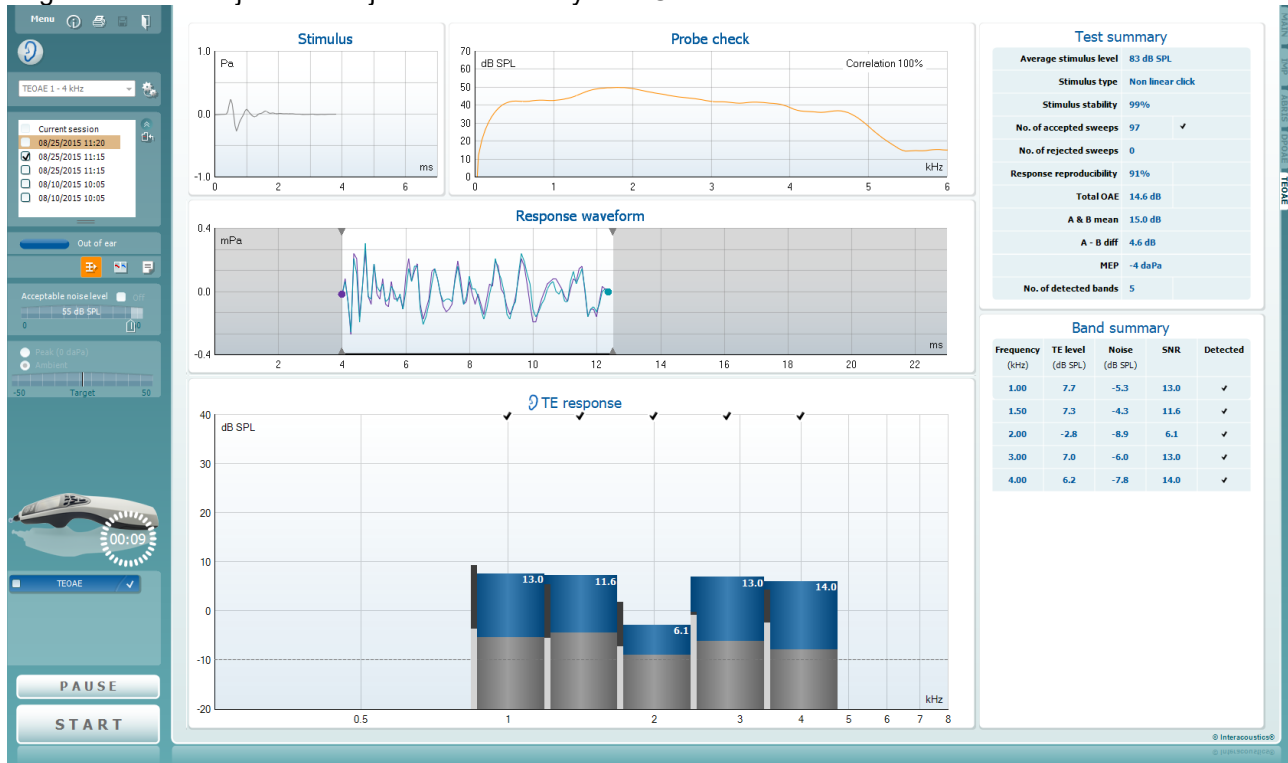 Menu
TEOAE 1 - 4 kHz
Current session
08/25/2015 11:20
08/25/2015 11:15
08/25/2015 11:15
08/10/2015 10:05
08/10/2015 10:05
Out of ear
Acceptable noise level Off
55 dB SPL
0
Peak (0 daPa)
Ambient
-50 Target 50
00:09
TEOAE
PAUSE
START
Stimulus
Pa
1.0
0.0
-1.0
0 2 4 6
ms
Probe check
dB SPL
Correlation 100%
70
60
50
40
30
20
10
0
0 1 2 3 4 5 6
kHz
Response waveform
mPa
0.4
0.0
-0.4
2 4 6 8 10 12 14 16 18 20 22
ms
TE response
dB SPL
40
30
20
10
0
-10
-20
13.0 11.6 6.1 13.0 14.0
kHz
0.5 1 2 3 4 5 6 7 8
Test summary
Average stimulus level 83 dB SPL
Stimulus type Non linear click
Stimulus stability 99%
No. of accepted sweeps 97 ✔
No. of rejected sweeps 0
Response reproducibility 91%
Total OAE 14.6 dB
A & B mean 15.0 dB
A - B diff 4.6 dB
MEP -4 daPa
No. of detected bands 5
Band summary
Frequency TE level Noise SNR Detected
(kHz) (dB SPL) (dB SPL)
1.00 7.7 -5.3 13.0 ✔
1.50 7.3 -4.3 11.6 ✔
2.00 -2.8 -8.9 6.1 ✔
3.00 7.0 -6.0 13.0 ✔
4.00 6.2 -7.8 14.0 ✔
© Interacoustics®
MAIN
IMP
ABRIS
DPOAE
TEOAE